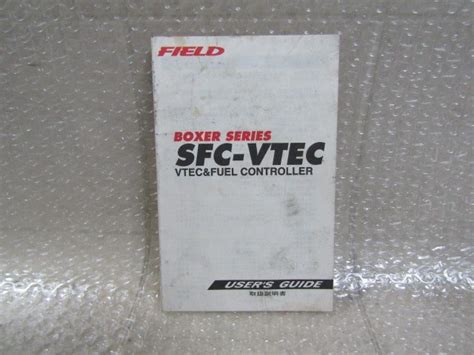 FIELD
BOXER SERIES
SFC-VTEC
VTEC&FUEL CONTROLLER
USER'S GUIDE
取扱説明書